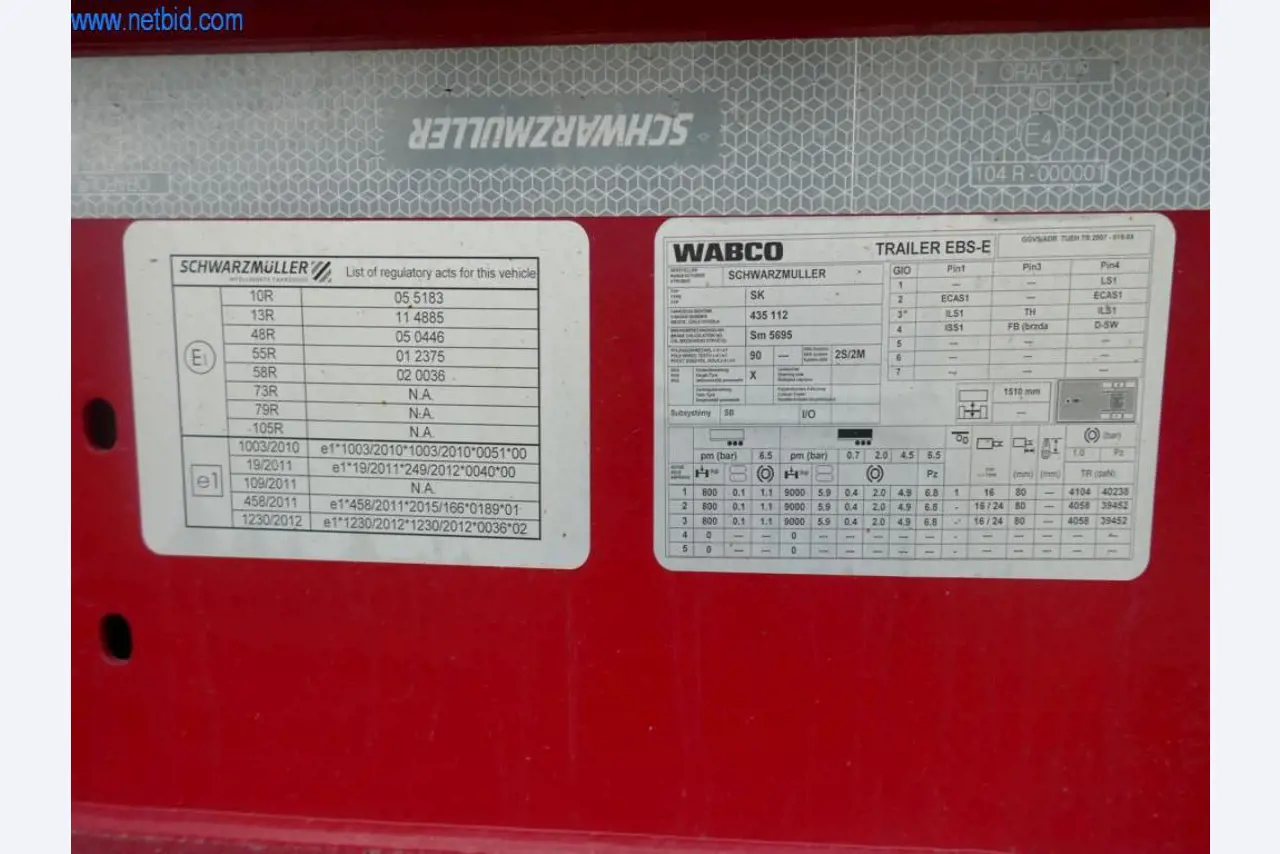 www.netbid.com
ORAFOL
SCHWARZMÜLLER
E4
104 R - 000001
SCHWARZMÜLLER List of regulatory acts for this vehicle
E1
10R 05 5183
13R 11 4885
48R 05 0446
55R 01 2375
58R 02 0036
73R N.A.
79R N.A.
105R N.A.
e1
1003/2010 e1*1003/2010*1003/2010*0051*00
19/2011 e1*19/2011*249/2012*0040*00
109/2011 N.A.
458/2011 e1*458/2011*2015/166*0189*01
1230/2012 e1*1230/2012*1230/2012*0036*02
WABCO TRAILER EBS-E
SCHWARZMULLER
SK
435 112
Sm 5695
90 — 2S/2M
X
Subsystémy SB I/O
GIO Pin1 Pin3 Pin4
1 — — LS1
2 ECAS1 — ECAS1
3 ILS1 TH ILS1
4 ISS1 FB (brzda D-SW
5 — — —
6 — — —
7 — — —
1510 mm
—
pm (bar) 6.5 pm (bar) 0.7 2.0 4.5 6.5
Pz
(mm) (mm)
(bar)
1.0 Pz
TR (daN)
1 800 0.1 1.1 9000 5.9 0.4 2.0 4.9 6.8 1 16 80 — 4104 40238
2 800 0.1 1.1 9000 5.9 0.4 2.0 4.9 6.8 - 16 / 24 80 — 4058 39452
3 800 0.1 1.1 9000 5.9 0.4 2.0 4.9 6.8 - 16 / 24 80 — 4058 39452
4 0 — — 0 — — — — — - — — — — —
5 0 — — 0 — — — — — - — — — — —